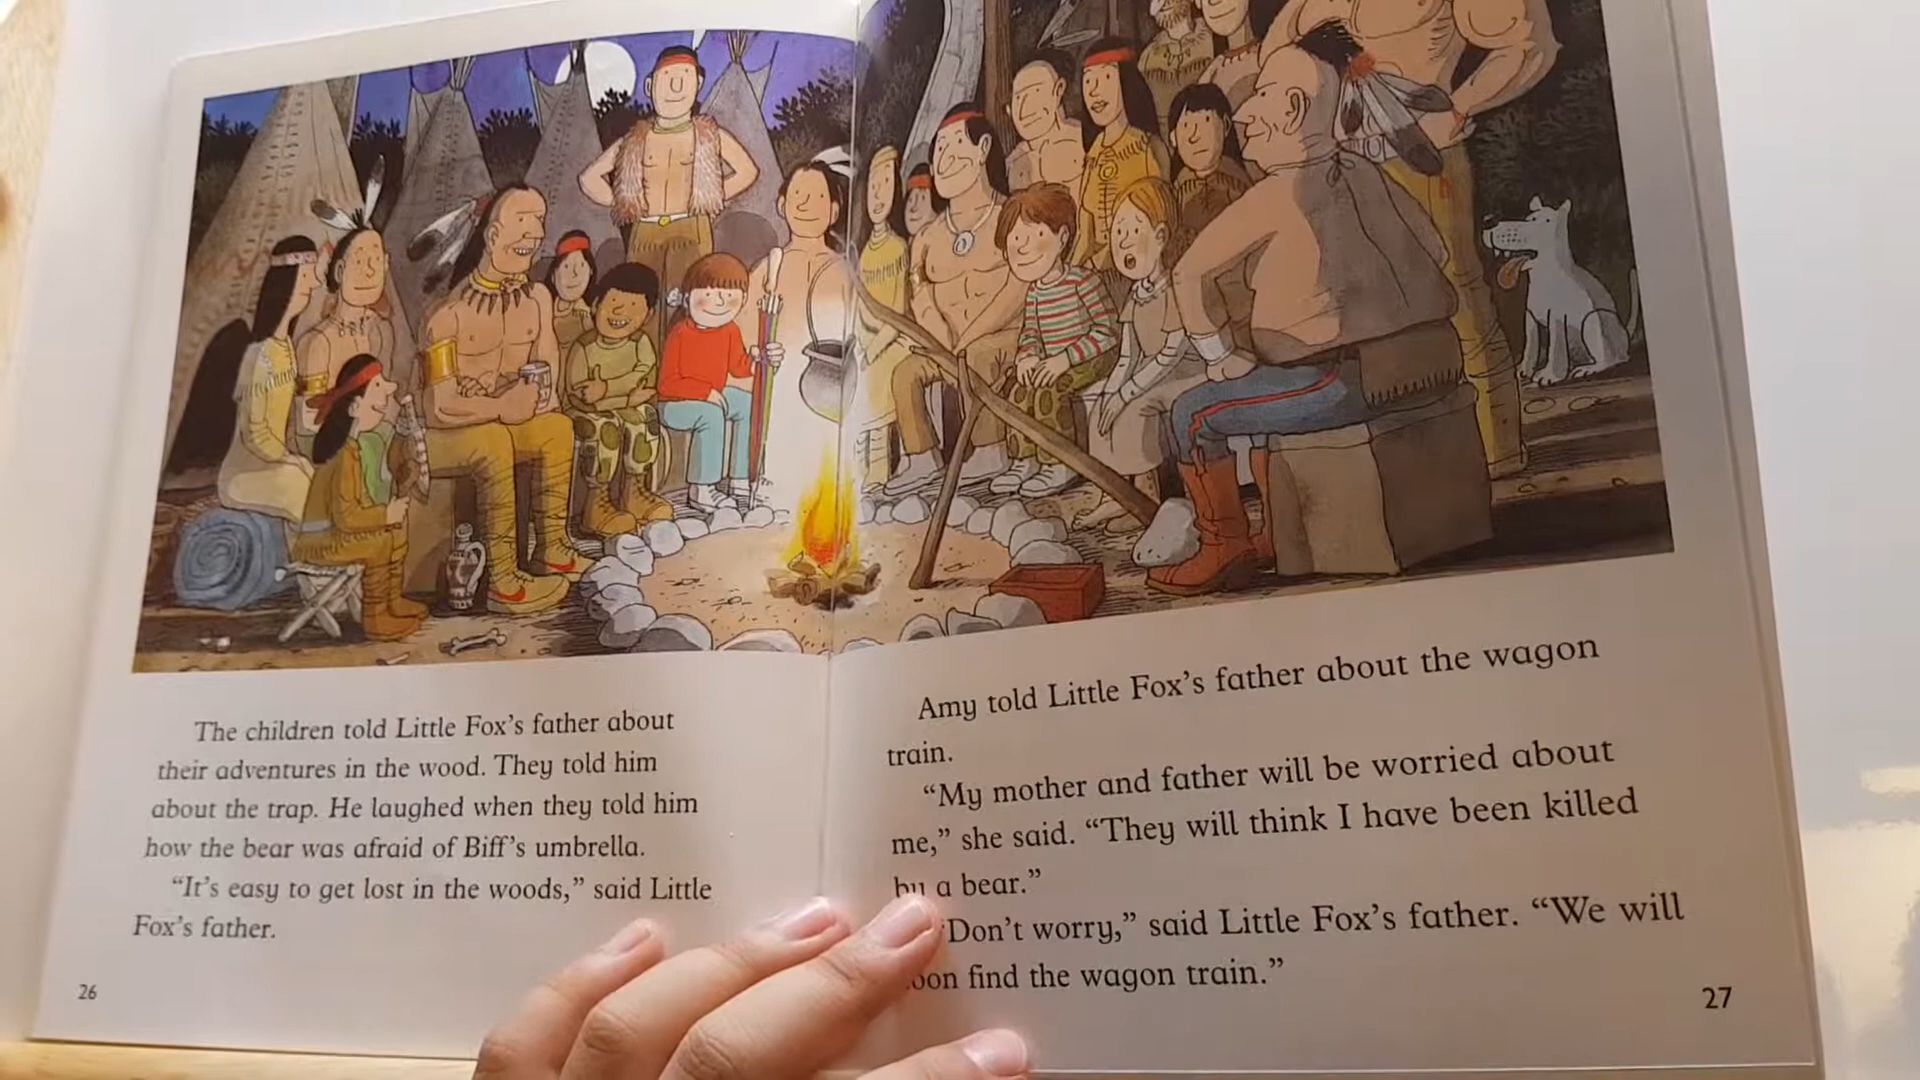 The children told Little Fox's father about
their adventures in the wood. They told him
about the trap. He laughed when they told him
how the bear was afraid of Biff's umbrella.
“It's easy to get lost in the woods,” said Little
Fox's father.
26
Amy told Little Fox's father about the wagon
train.
“My mother and father will be worried about
me,” she said. “They will think I have been killed
by a bear.”
“Don't worry,” said Little Fox's father. “We will
soon find the wagon train.”
27